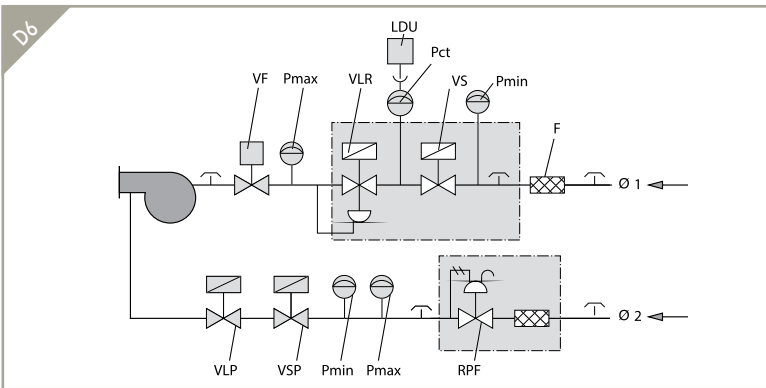 D6
LDU
Pct
VF Pmax VLR VS Pmin
F
Ø 1
Ø 2
VLP VSP Pmin Pmax RPF